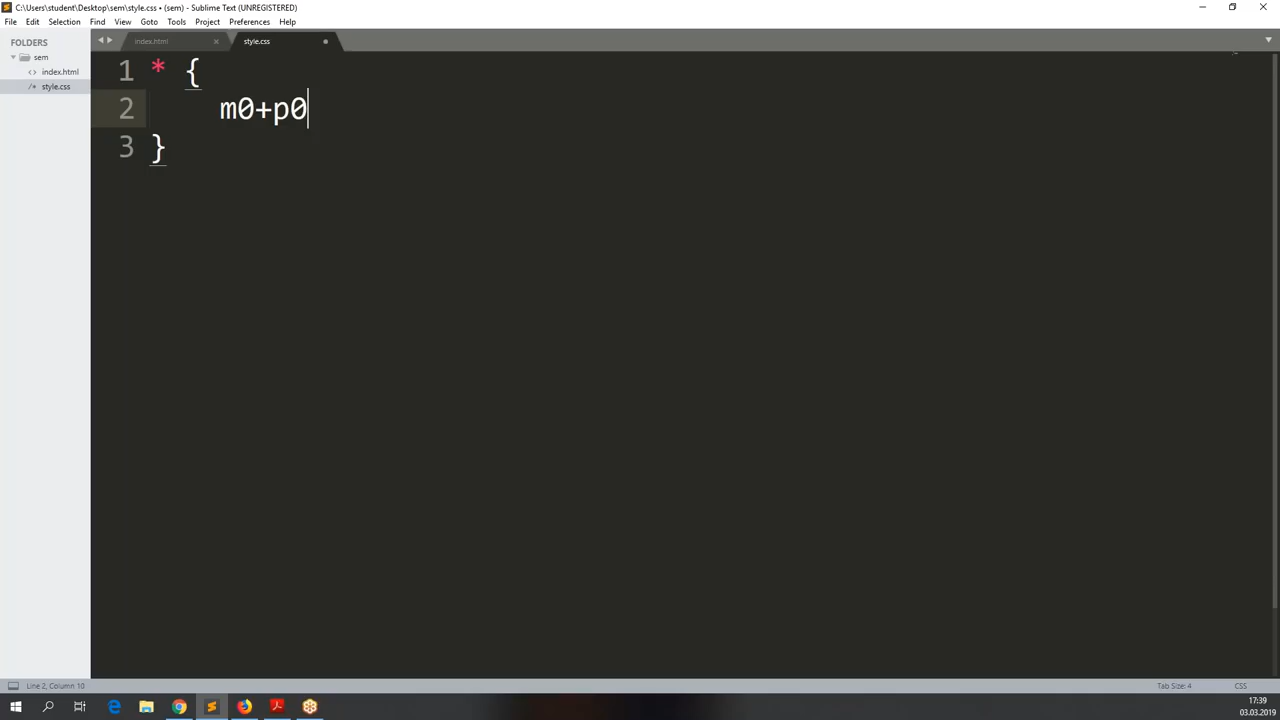 C:\Users\student\Desktop\sem\style.css • (sem) - Sublime Text (UNREGISTERED)
File Edit Selection Find View Goto Tools Project Preferences Help
FOLDERS
sem
<> index.html
/* style.css
index.html × style.css
1 * {
2 m0+p0
3 }
Line 2, Column 10 Tab Size: 4 CSS
17:39
03.03.2019